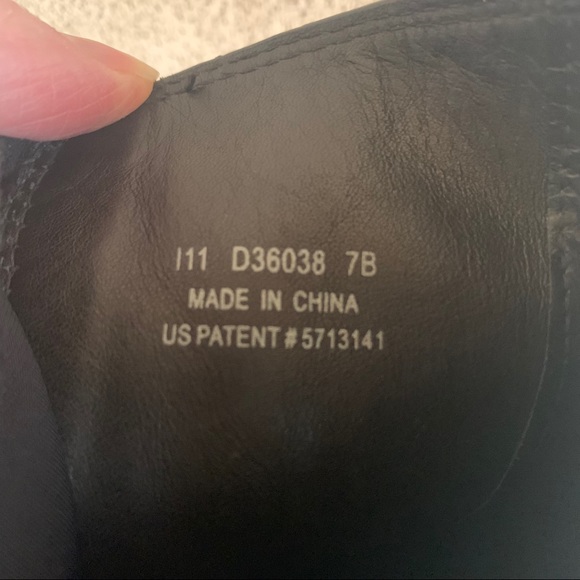 I11 D36038 7B
MADE IN CHINA
US PATENT#5713141